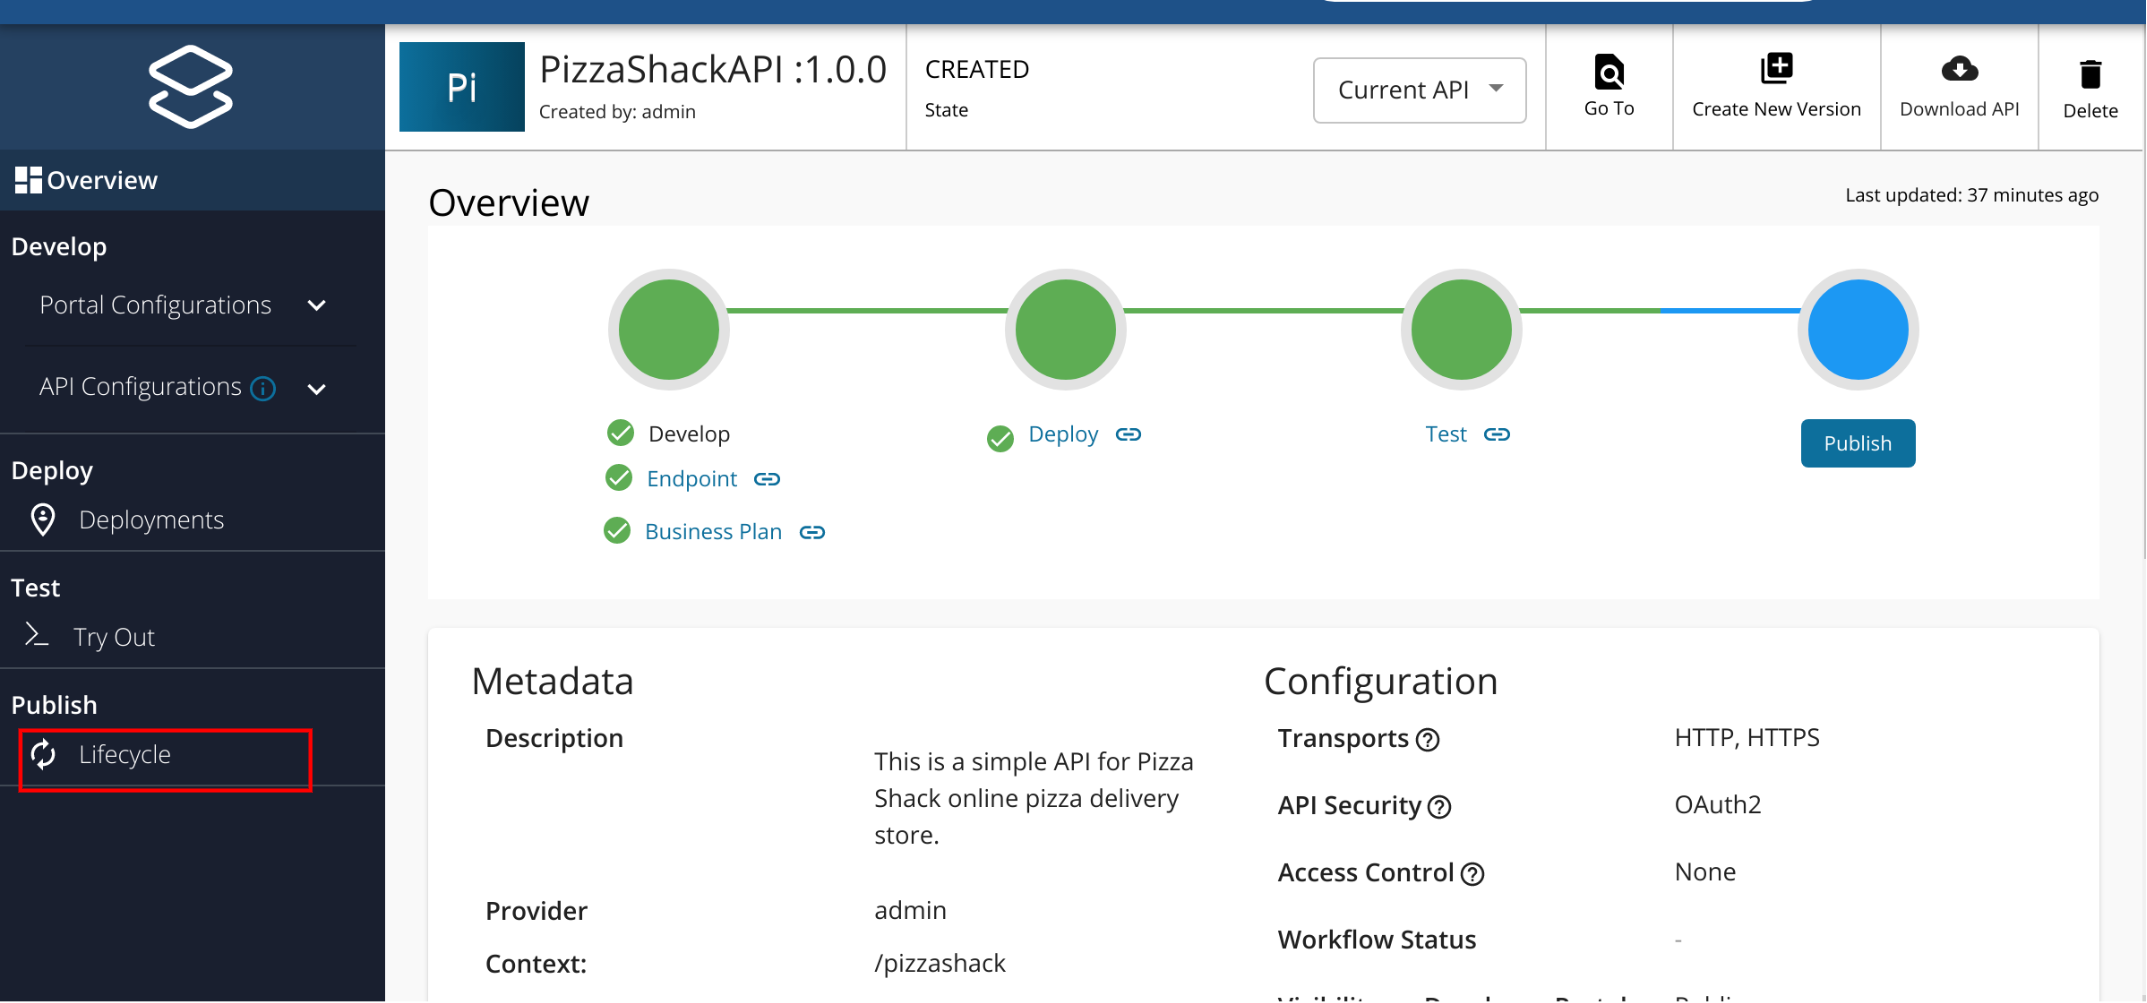 Pi
PizzaShackAPI :1.0.0
Created by: admin
CREATED
State
Current API
Go To
Create New Version
Download API
Delete
Overview
Develop
Portal Configurations
API Configurations
Deploy
Deployments
Test
Try Out
Publish
Lifecycle
Overview
Last updated: 37 minutes ago
Develop
Endpoint
Business Plan
Deploy
Test
Publish
Metadata
Description
This is a simple API for Pizza
Shack online pizza delivery
store.
Provider
admin
Context:
/pizzashack
Configuration
Transports
HTTP, HTTPS
API Security
OAuth2
Access Control
None
Workflow Status
-